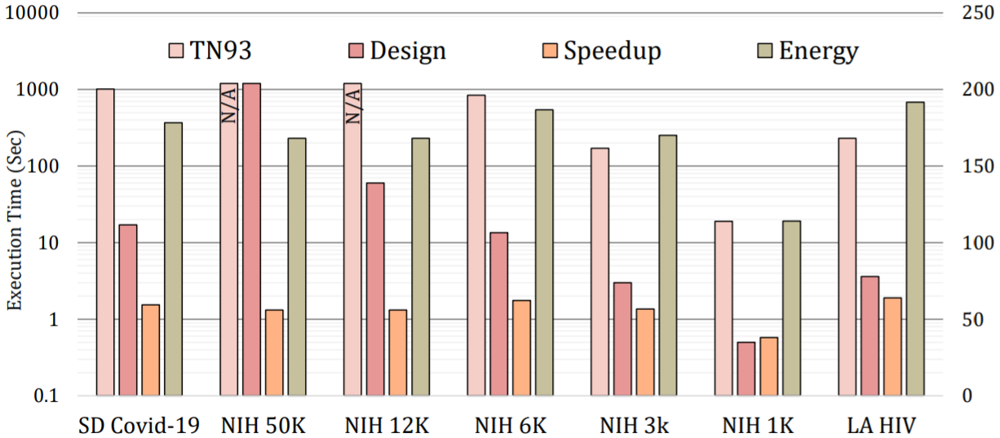 10000
250
TN93
Design
Speedup
Energy
1000
200
N/A
N/A
Execution Time (Sec)
100
150
10
100
1
50
0.1
0
SD Covid-19
NIH 50K
NIH 12K
NIH 6K
NIH 3k
NIH 1K
LA HIV